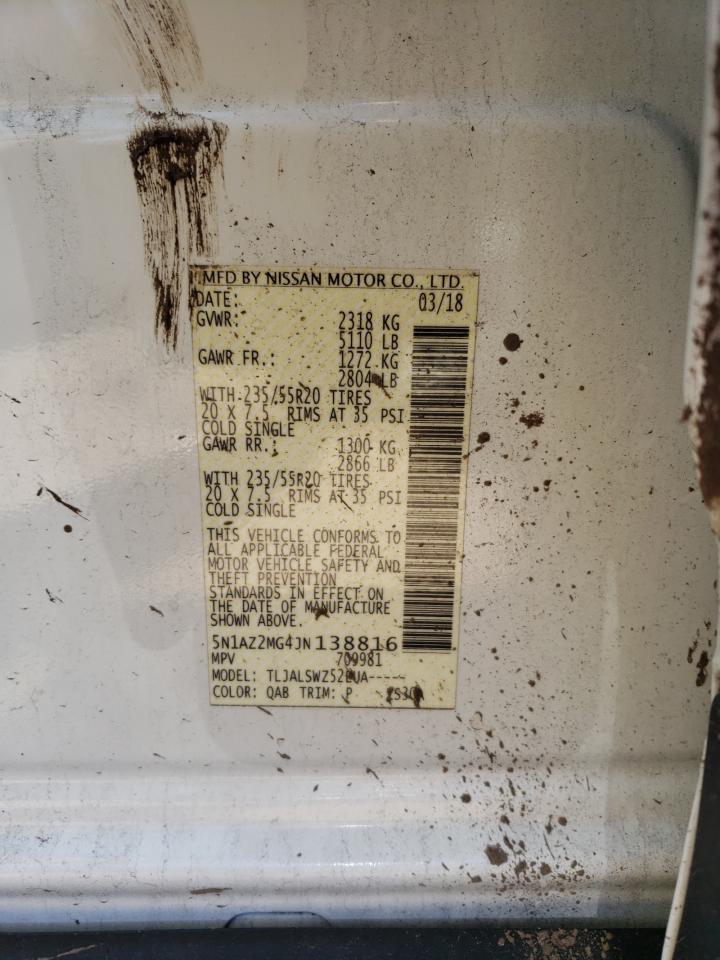 MFD BY NISSAN MOTOR CO., LTD.
DATE: 03/18
GVWR: 2318 KG
5110 LB
GAWR FR.: 1272 KG
2804 LB
WITH 235/55R20 TIRES
20 X 7.5 RIMS AT 35 PSI
COLD SINGLE
GAWR RR.: 1300 KG
2866 LB
WITH 235/55R20 TIRES
20 X 7.5 RIMS AT 35 PSI
COLD SINGLE
THIS VEHICLE CONFORMS TO
ALL APPLICABLE FEDERAL
MOTOR VEHICLE SAFETY AND
THEFT PREVENTION
STANDARDS IN EFFECT ON
THE DATE OF MANUFACTURE
SHOWN ABOVE.
5N1AZ2MG4JN138816
MPV 709981
MODEL:
COLOR: QAB TRIM: P